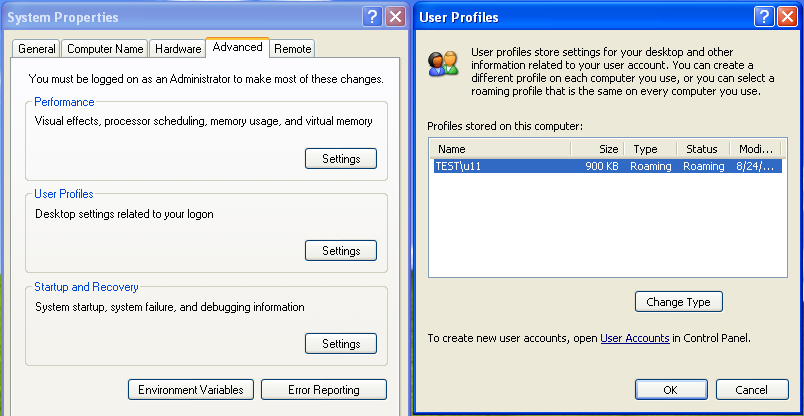 System Properties
General Computer Name Hardware Advanced Remote
You must be logged on as an Administrator to make most of these changes.
Performance
Visual effects, processor scheduling, memory usage, and virtual memory
Settings
User Profiles
Desktop settings related to your logon
Settings
Startup and Recovery
System startup, system failure, and debugging information
Settings
Environment Variables Error Reporting
User Profiles
User profiles store settings for your desktop and other
information related to your user account. You can create a
different profile on each computer you use, or you can select a
roaming profile that is the same on every computer you use.
Profiles stored on this computer:
Name Size Type Status Modi...
TEST\u11 900 KB Roaming Roaming 8/24/...
Change Type
To create new user accounts, open User Accounts in Control Panel.
OK Cancel